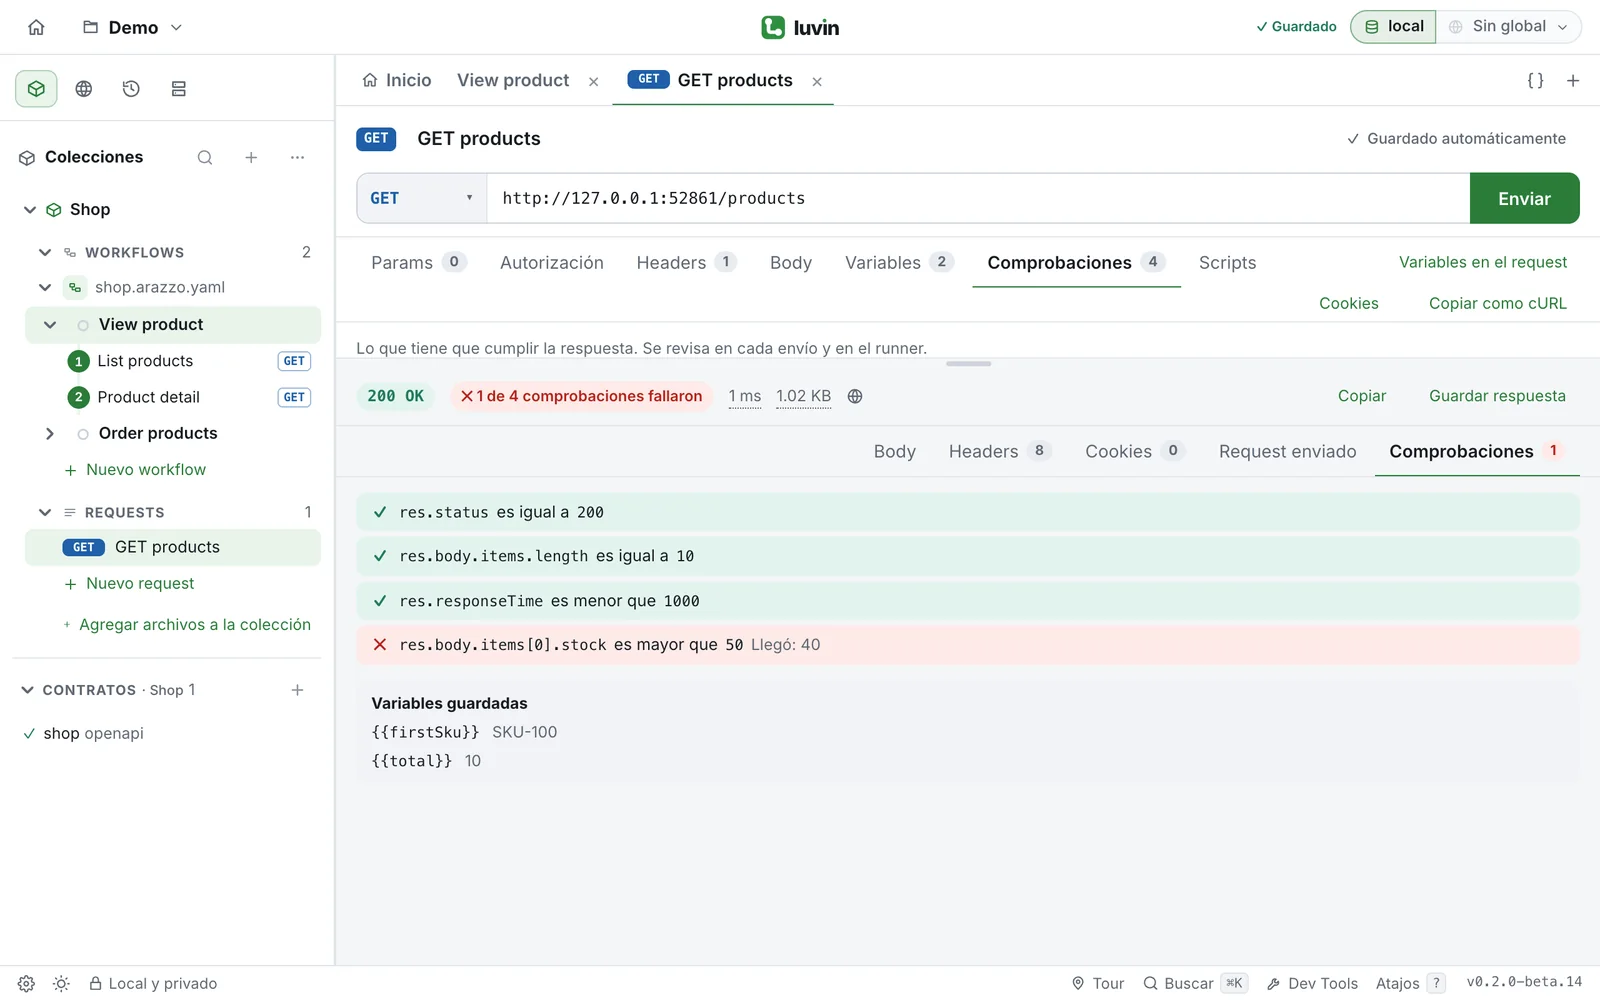 Demo
luvin
Guardado
local
Sin global
Inicio
View product
GET
GET products
{}
Colecciones
GET
GET products
Guardado automáticamente
GET
http://127.0.0.1:52861/products
Enviar
Shop
WORKFLOWS
2
shop.arazzo.yaml
View product
1
List products
GET
2
Product detail
GET
Order products
Nuevo workflow
REQUESTS
1
GET
GET products
Nuevo request
Agregar archivos a la colección
CONTRATOS · Shop 1
shop openapi
Params 0
Autorización
Headers 1
Body
Variables 2
Comprobaciones 4
Scripts
Variables en el request
Cookies
Copiar como cURL
Lo que tiene que cumplir la respuesta. Se revisa en cada envío y en el runner.
200 OK
1 de 4 comprobaciones fallaron
1 ms
1.02 KB
Copiar
Guardar respuesta
Body
Headers 8
Cookies 0
Request enviado
Comprobaciones 1
res.status es igual a 200
res.body.items.length es igual a 10
res.responseTime es menor que 1000
res.body.items[0].stock es mayor que 50 Llegó: 40
Variables guardadas
{{firstSku}} SKU-100
{{total}} 10
Local y privado
Tour
Buscar ⌘K
Dev Tools
Atajos ?
v0.2.0-beta.14